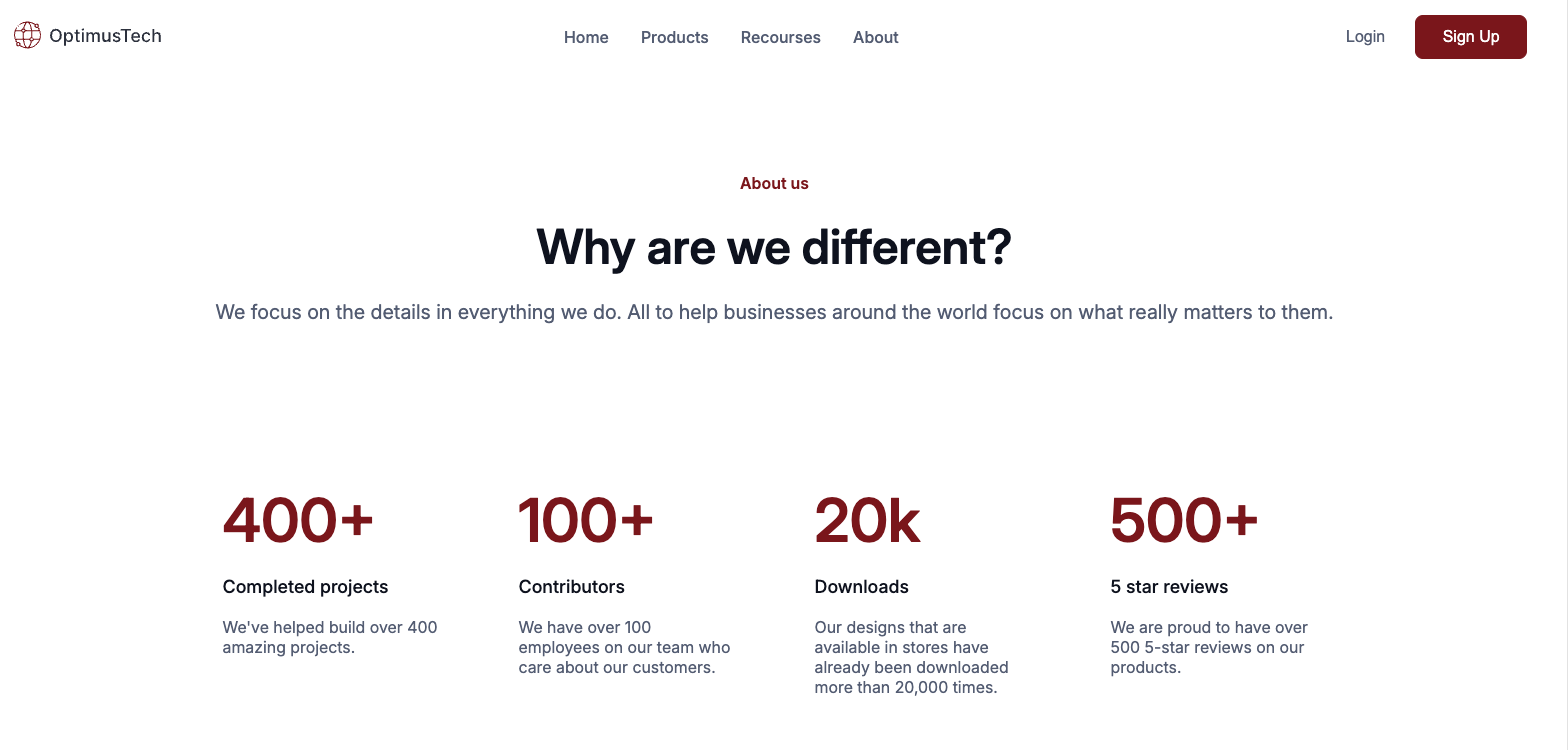 OptimusTech
Home
Products
Recourses
About
Login
Sign Up
About us
Why are we different?
We focus on the details in everything we do. All to help businesses around the world focus on what really matters to them.
400+
Completed projects
We've helped build over 400
amazing projects.
100+
Contributors
We have over 100
employees on our team who
care about our customers.
20k
Downloads
Our designs that are
available in stores have
already been downloaded
more than 20,000 times.
500+
5 star reviews
We are proud to have over
500 5-star reviews on our
products.